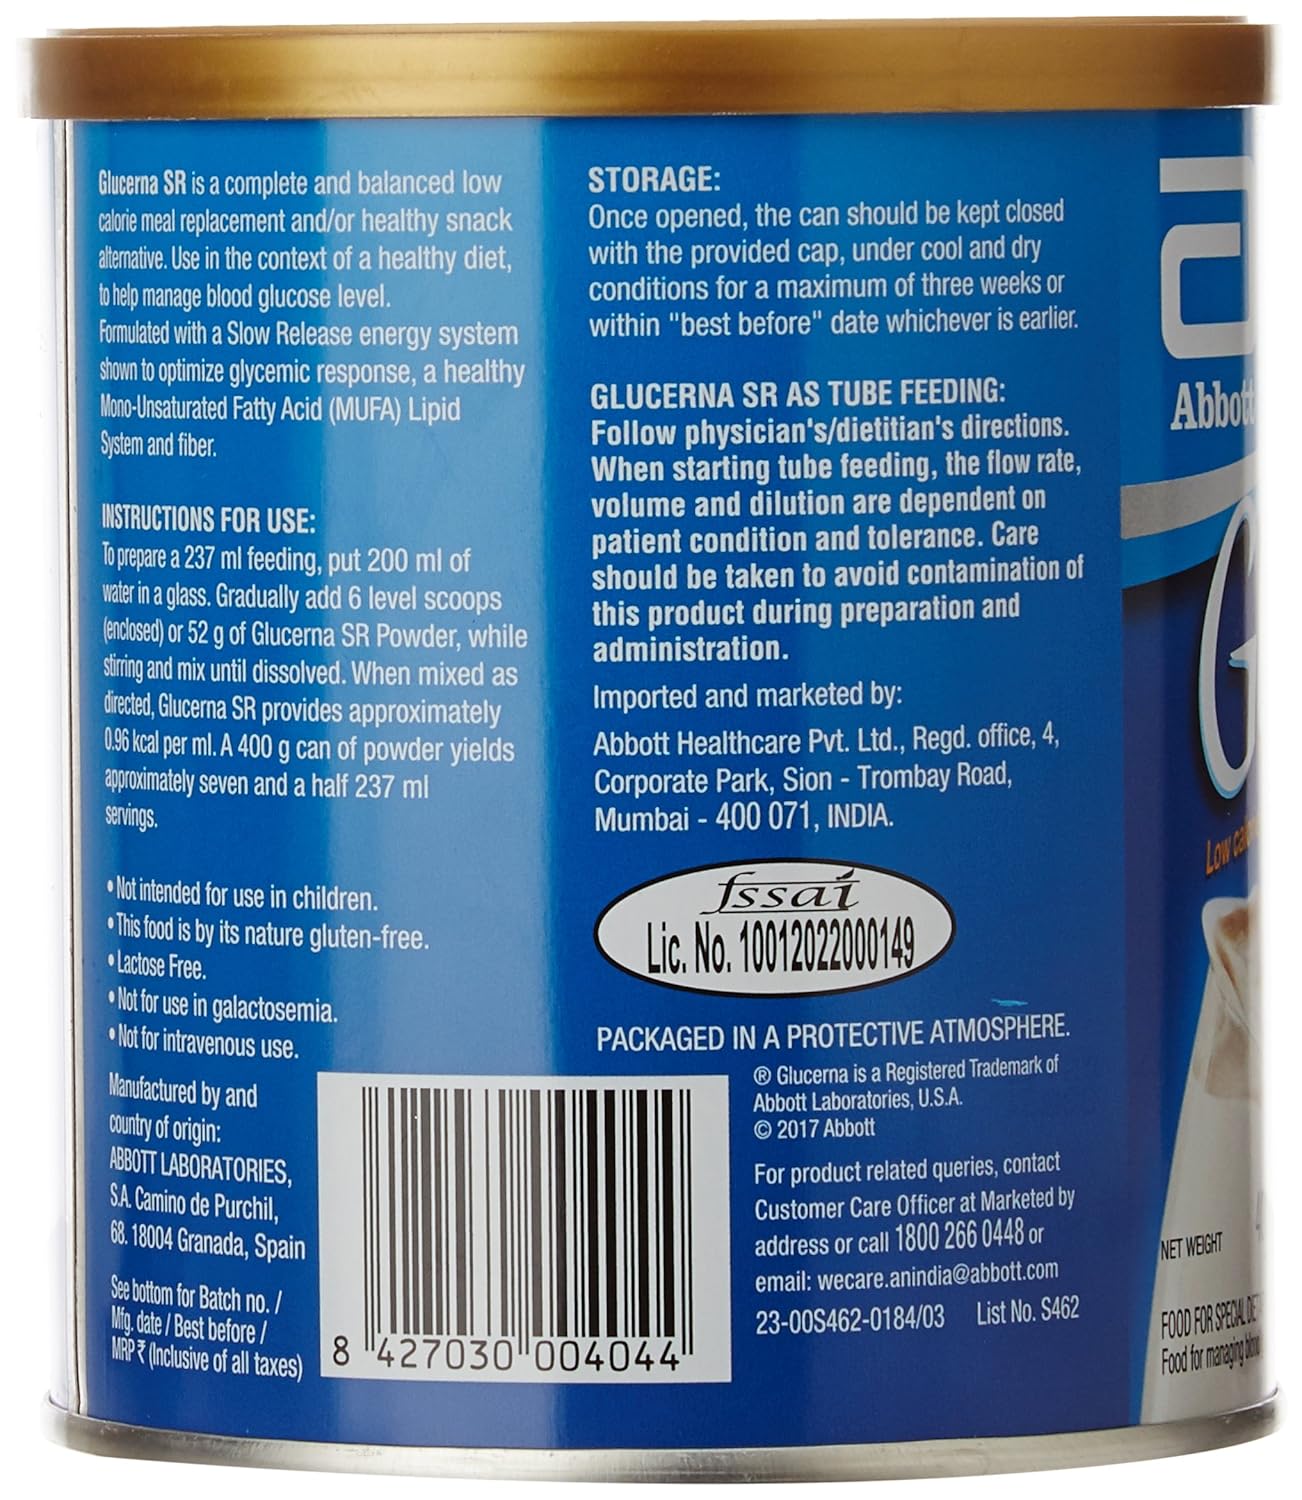 Glucerna SR is a complete and balanced low
calorie meal replacement and/or healthy snack
alternative. Use in the context of a healthy diet,
to help manage blood glucose level.
Formulated with a Slow Release energy system
shown to optimize glycemic response, a healthy
Mono-Unsaturated Fatty Acid (MUFA) Lipid
System and fiber.
INSTRUCTIONS FOR USE:
To prepare a 237 ml feeding, put 200 ml of
water in a glass. Gradually add 6 level scoops
(enclosed) or 52 g of Glucerna SR Powder, while
stirring and mix until dissolved. When mixed as
directed, Glucerna SR provides approximately
0.96 kcal per ml. A 400 g can of powder yields
approximately seven and a half 237 ml
servings.
• Not intended for use in children.
• This food is by its nature gluten-free.
• Lactose Free.
• Not for use in galactosemia.
• Not for intravenous use.
Manufactured by and
country of origin:
ABBOTT LABORATORIES,
S.A. Camino de Purchil,
68. 18004 Granada, Spain
See bottom for Batch no. /
Mfg. date / Best before /
MRP ₹ (Inclusive of all taxes)
8 427030 004044
STORAGE:
Once opened, the can should be kept closed
with the provided cap, under cool and dry
conditions for a maximum of three weeks or
within "best before" date whichever is earlier.
GLUCERNA SR AS TUBE FEEDING:
Follow physician's/dietitian's directions.
When starting tube feeding, the flow rate,
volume and dilution are dependent on
patient condition and tolerance. Care
should be taken to avoid contamination of
this product during preparation and
administration.
Imported and marketed by:
Abbott Healthcare Pvt. Ltd., Regd. office, 4,
Corporate Park, Sion - Trombay Road,
Mumbai - 400 071, INDIA.
fssai
Lic. No. 10012022000149
PACKAGED IN A PROTECTIVE ATMOSPHERE.
® Glucerna is a Registered Trademark of
Abbott Laboratories, U.S.A.
© 2017 Abbott
For product related queries, contact
Customer Care Officer at Marketed by
address or call 1800 266 0448 or
email: wecare.anindia@abbott.com
23-00S462-0184/03 List No. S462
Abbott
G
Low
NET WEIGHT
FOOD FOR SPECIAL
Food for managing